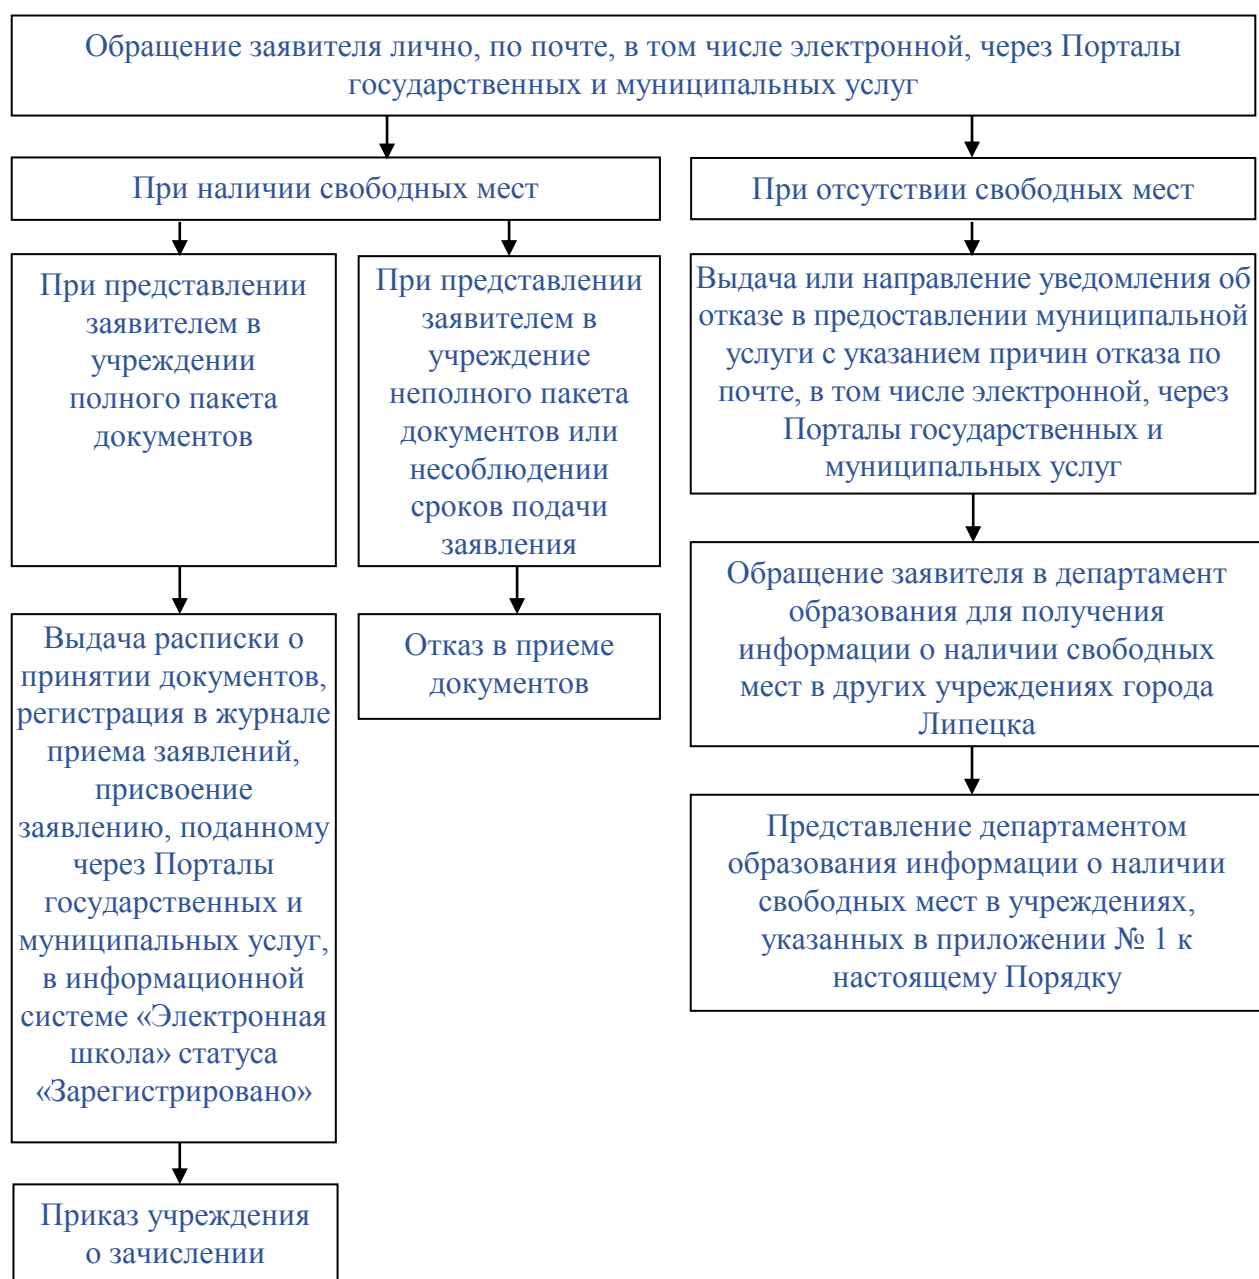 Обращение заявителя лично, по почте, в том числе электронной, через Порталы
государственных и муниципальных услуг
При наличии свободных мест
При отсутствии свободных мест
При представлении
заявителем в
учреждении
полного пакета
документов
При представлении
заявителем в
учреждение
неполного пакета
документов или
несоблюдении
сроков подачи
заявления
Выдача или направление уведомления об
отказе в предоставлении муниципальной
услуги с указанием причин отказа по
почте, в том числе электронной, через
Порталы государственных и
муниципальных услуг
Выдача расписки о
принятии документов,
регистрация в журнале
приема заявлений,
присвоение
заявлению, поданному
через Порталы
государственных и
муниципальных услуг,
в информационной
системе «Электронная
школа» статуса
«Зарегистрировано»
Отказ в приеме
документов
Обращение заявителя в департамент
образования для получения
информации о наличии свободных
мест в других учреждениях города
Липецка
Представление департаментом
образования информации о наличии
свободных мест в учреждениях,
указанных в приложении № 1 к
настоящему Порядку
Приказ учреждения
о зачислении